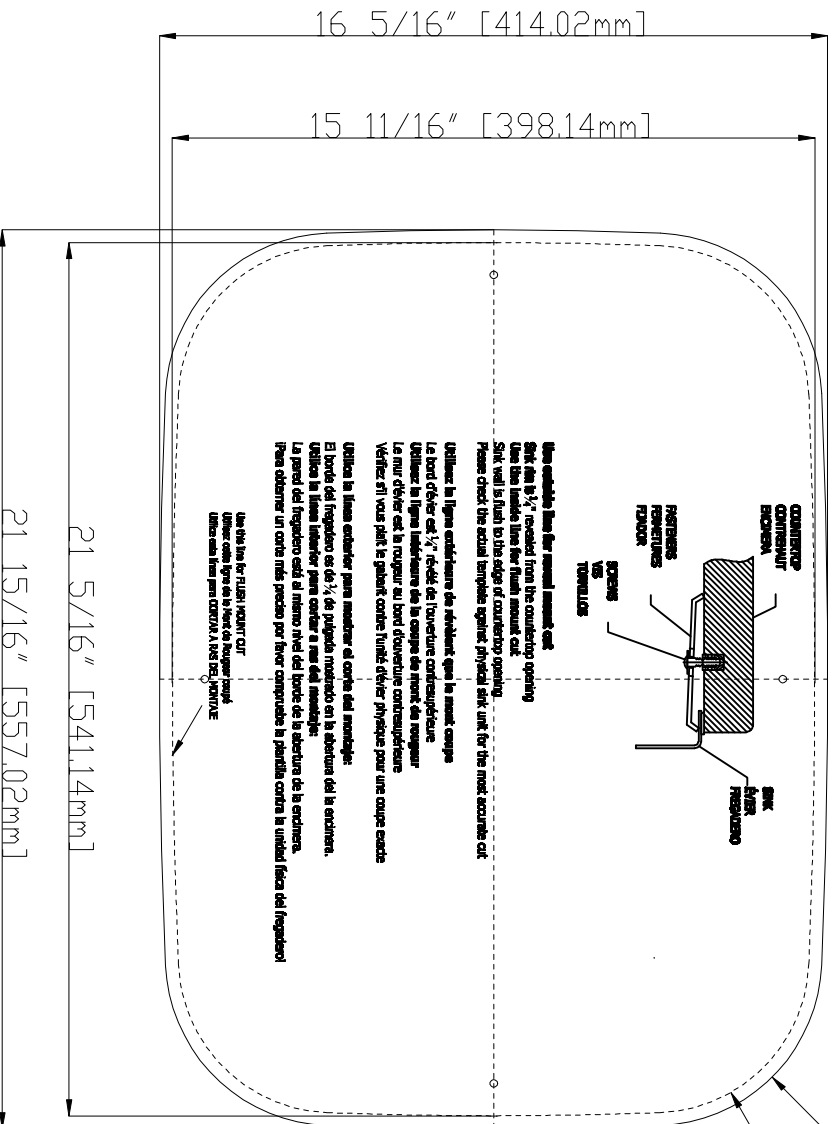 16 5/16" [414.02mm]
15 11/16" [398.14mm]
21 5/16" [541.14mm]
21 15/16" [557.02mm]
COUNTERTOP
CONTREHAUT
ENCIMERA
FASTENERS
FERMETURES
FIJADOR
SCREWS
VIS
TORNILLOS
SINK
ÉVIER
FREGADERO
Use outside line for reveal mount cut
Sink rim is 1/4" revealed from the countertop opening
Use the inside line for flush mount cut
Sink wall is flush to the edge of countertop opening
Please check the actual template against physical sink unit for the most accurate cut
Utilisez la ligne extérieure de révèlent que le mont coupe
Le bord d'évier est 1/4" révélé de l'ouverture contresupérieure
Utilisez la ligne intérieure de la coupe de mont de rougeur
Le mur d'évier est la rougeur au bord d'ouverture contresupérieure
Vérifiez s'il vous plaît le gabarit contre l'unité d'évier physique pour une coupe exacte
Utilice la línea exterior para mostrar el corte del montaje:
El borde del fregadero es de 1/4 de pulgada mostrado en la abertura del la encimera.
Utilice la línea interior para cortar a ras del montaje:
La pared del fregadero está al mismo nivel del borde de la abertura de la encimera.
¡Para obtener un corte más preciso por favor compruebe la plantilla contra la unidad física del fregadero!
Use this line for FLUSH MOUNT CUT
Utilisez cette ligne de le Mont de Rougeur coupé
Utilice esta línea para CORTAR A RAS DEL MONTAJE